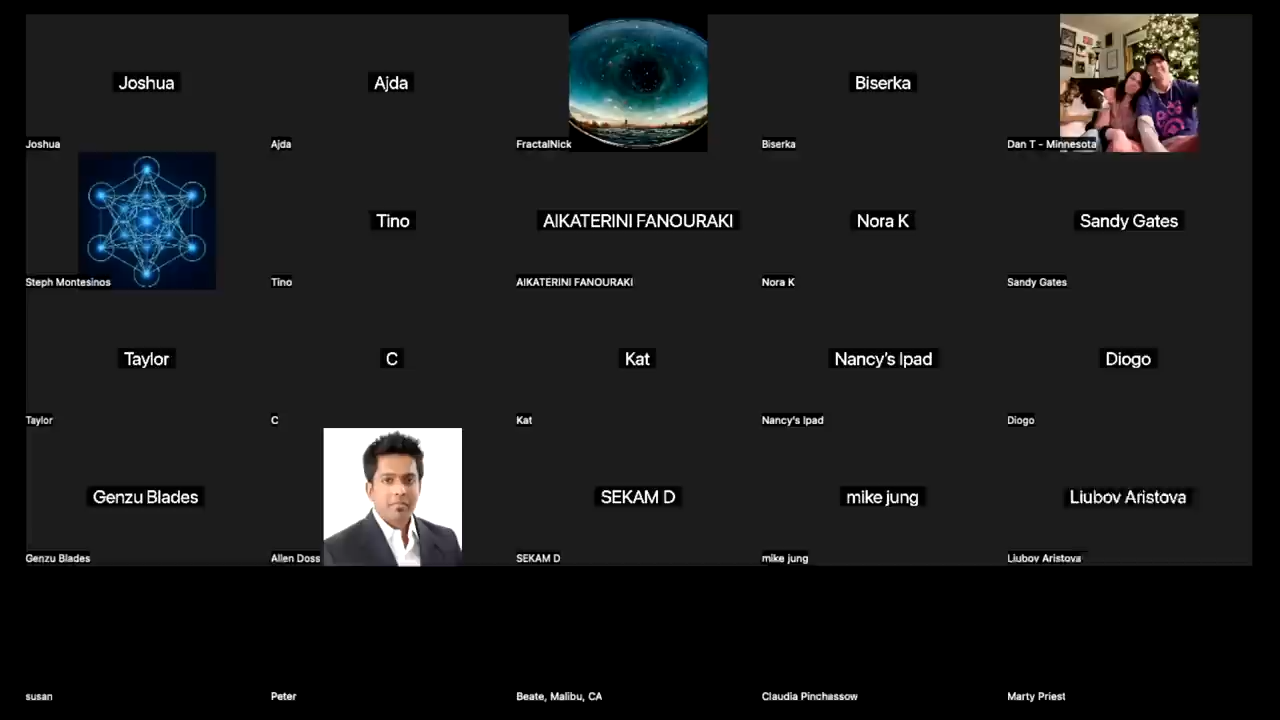 Joshua
Ajda
Biserka
Joshua
Ajda
FractalNick
Biserka
Dan T - Minnesota
Tino
AIKATERINI FANOURAKI
Nora K
Sandy Gates
Steph Montesinos
Tino
AIKATERINI FANOURAKI
Nora K
Sandy Gates
Taylor
C
Kat
Nancy's Ipad
Diogo
Taylor
C
Kat
Nancy's Ipad
Diogo
Genzu Blades
SEKAM D
mike jung
Liubov Aristova
Genzu Blades
Allen Doss
SEKAM D
mike jung
Liubov Aristova
susan
Peter
Beate, Malibu, CA
Claudia Pinchassow
Marty Priest